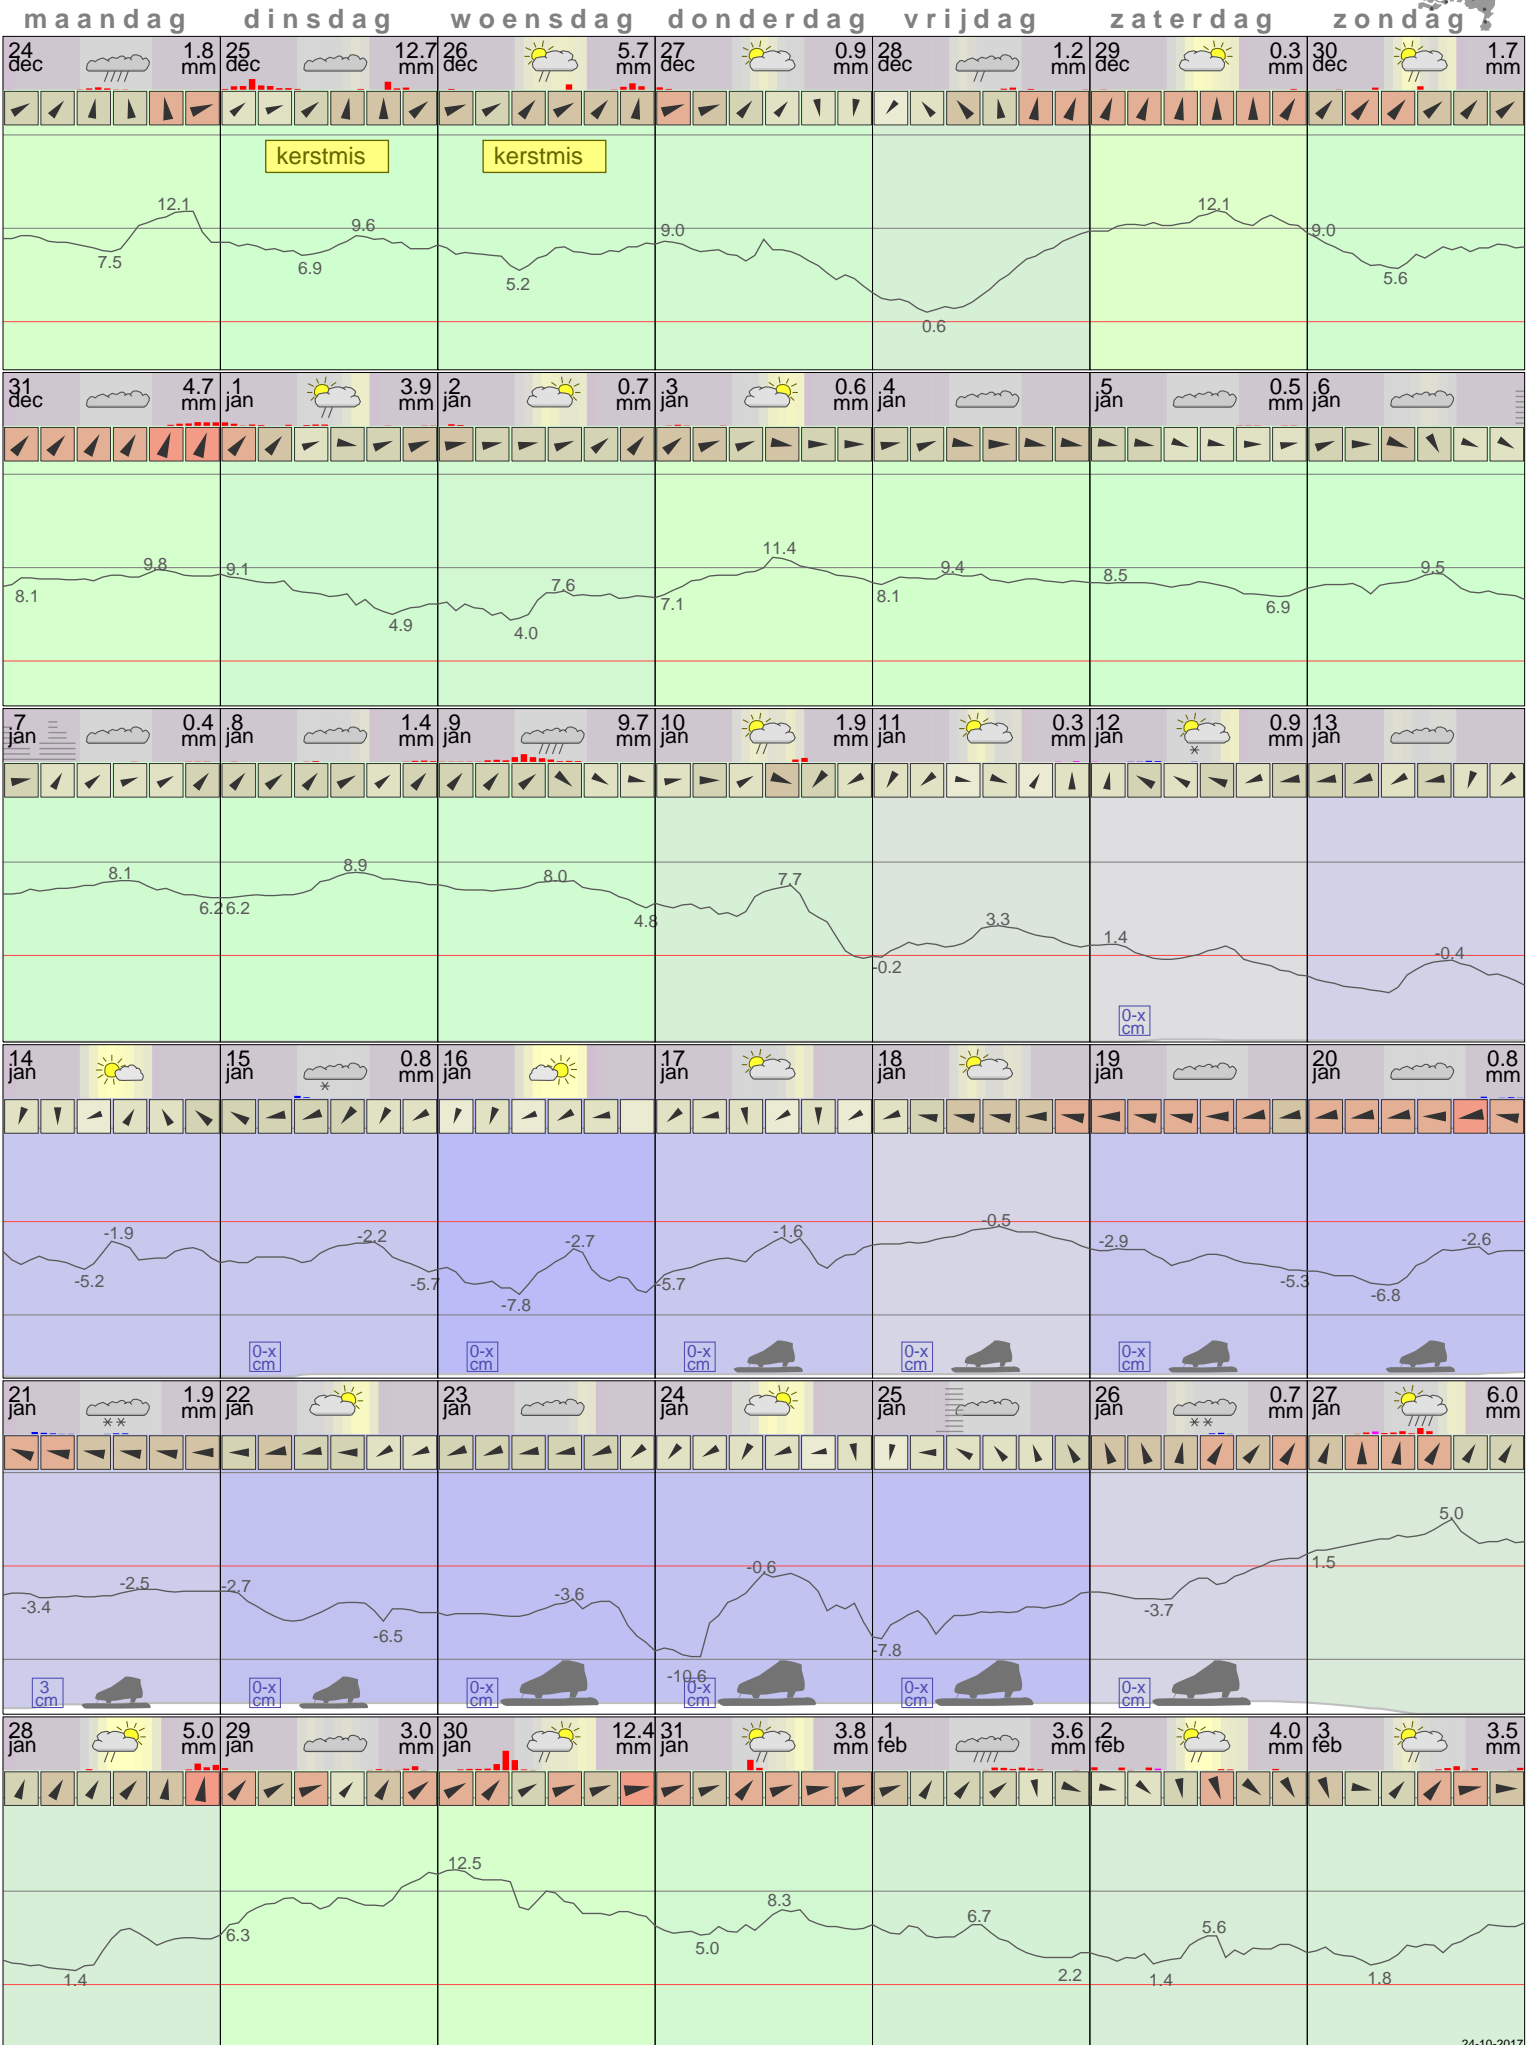 maandag dinsdag woensdag donderdag vrijdag zaterdag zondag
24 dec 1.8 mm 25 dec 12.7 mm 26 dec 5.7 mm 27 dec 0.9 mm 28 dec 1.2 mm 29 dec 0.3 mm 30 dec 1.7 mm
kerstmis kerstmis
12.1 7.5 9.6 6.9 5.2 9.0 0.6 12.1 9.0 5.6
31 dec 4.7 mm 1 jan 3.9 mm 2 jan 0.7 mm 3 jan 0.6 mm 4 jan 5 jan 0.5 mm 6 jan
8.1 9.8 9.1 4.9 4.0 7.6 7.1 11.4 8.1 9.4 8.5 6.9 9.5
7 jan 0.4 mm 8 jan 1.4 mm 9 jan 9.7 mm 10 jan 1.9 mm 11 jan 0.3 mm 12 jan 0.9 mm 13 jan
8.1 6.2 6.2 8.9 8.0 4.8 7.7 -0.2 3.3 1.4 -0.4
0-x cm
14 jan 15 jan 0.8 mm 16 jan 17 jan 18 jan 19 jan 20 jan 0.8 mm
-5.2 -1.9 -2.2 -5.7 -7.8 -2.7 -5.7 -1.6 -0.5 -2.9 -5.3 -6.8 -2.6
0-x cm 0-x cm 0-x cm 0-x cm 0-x cm
21 jan 1.9 mm 22 jan 23 jan 24 jan 25 jan 26 jan 0.7 mm 27 jan 6.0 mm
-3.4 -2.5 -2.7 -6.5 -3.6 -10.6 -0.6 -7.8 -3.7 1.5 5.0
3 cm 0-x cm 0-x cm 0-x cm 0-x cm 0-x cm
28 jan 5.0 mm 29 jan 3.0 mm 30 jan 12.4 mm 31 jan 3.8 mm 1 feb 3.6 mm 2 feb 4.0 mm 3 feb 3.5 mm
1.4 6.3 12.5 5.0 8.3 6.7 2.2 1.4 5.6 1.8
24-10-2017